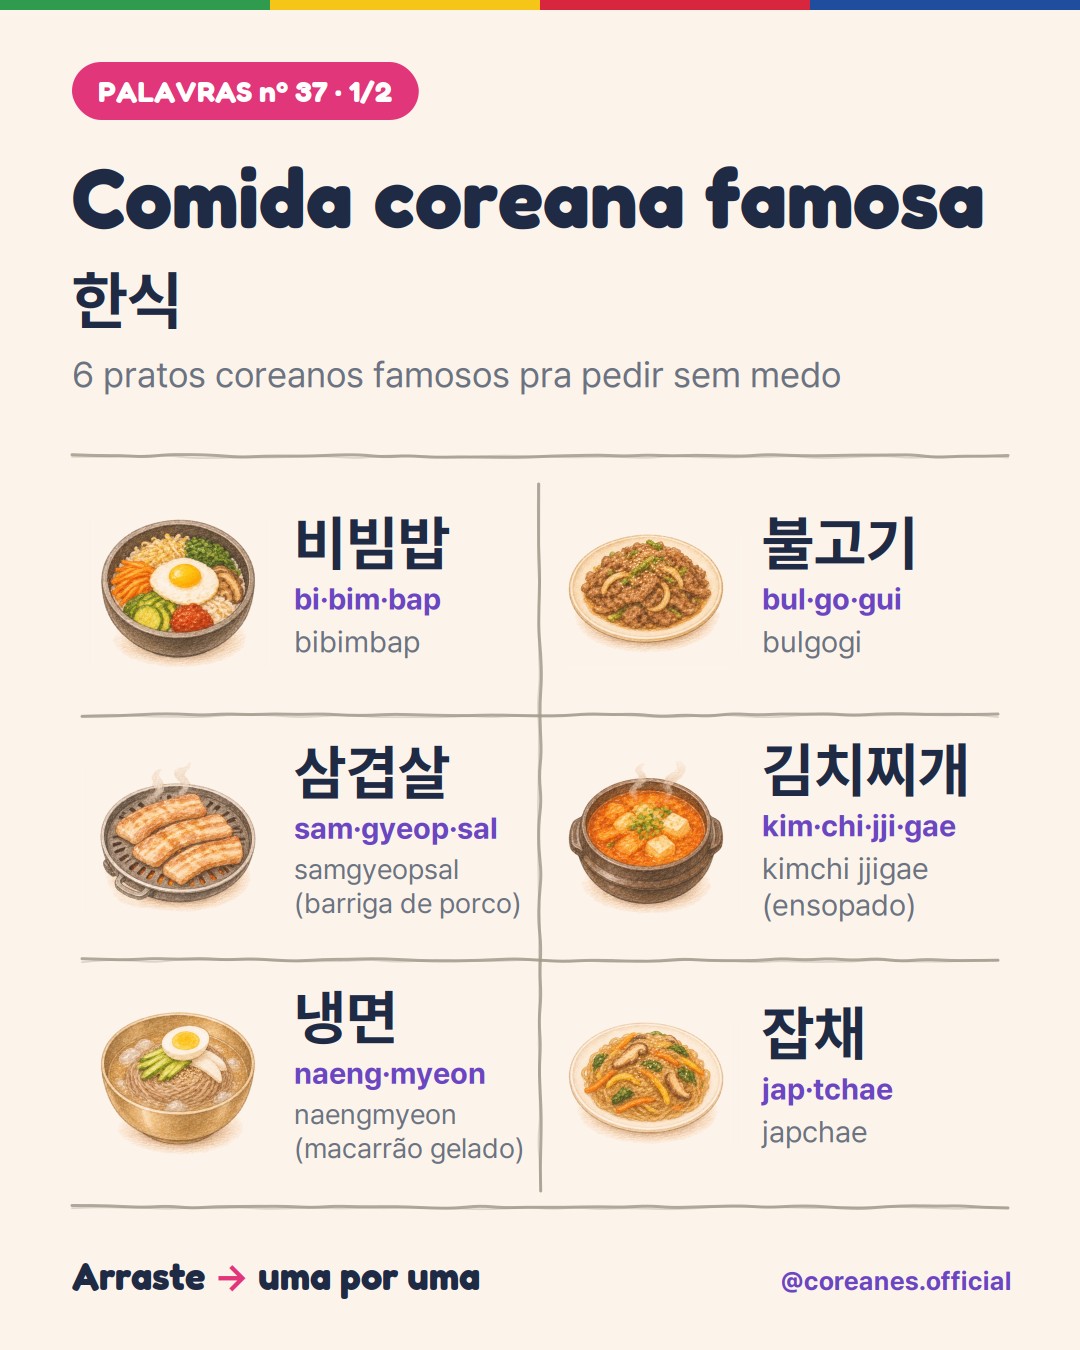 PALAVRAS nº 37 · 1/2
Comida coreana famosa
한식
6 pratos coreanos famosos pra pedir sem medo
비빔밥
bi·bim·bap
bibimbap
불고기
bul·go·gui
bulgogi
삼겹살
sam·gyeop·sal
samgyeopsal
(barriga de porco)
김치찌개
kim·chi·jji·gae
kimchi jjigae
(ensopado)
냉면
naeng·myeon
naengmyeon
(macarrão gelado)
잡채
jap·tchae
japchae
Arraste → uma por uma
@coreanes.official